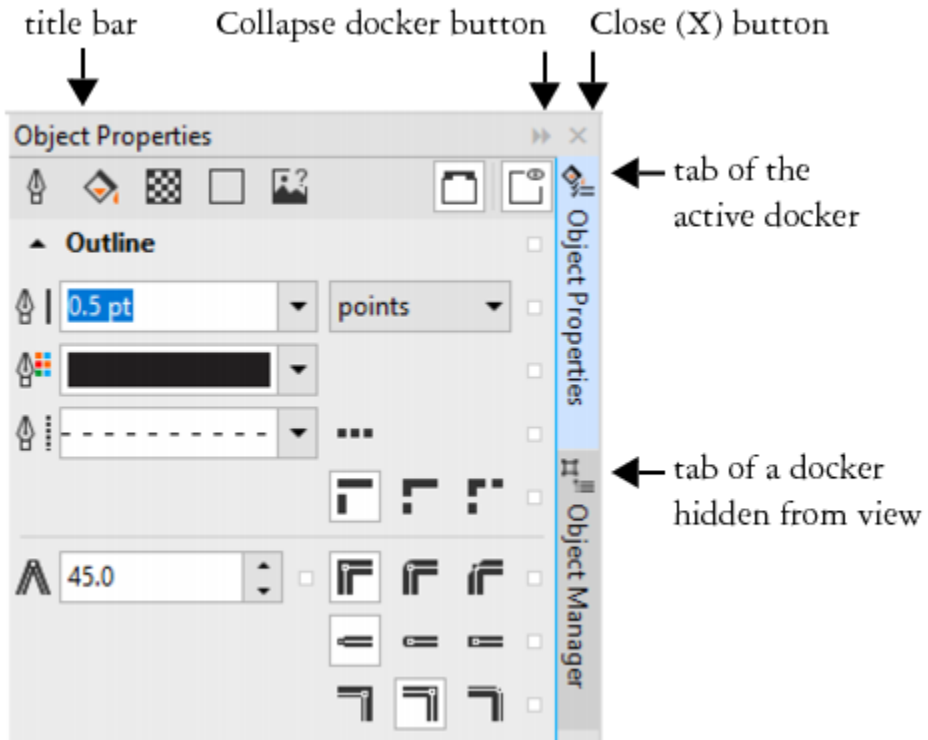 title bar
Collapse docker button
Close (X) button
Object Properties
tab of the
active docker
Outline
Object Properties
0.5 pt
points
tab of a docker
hidden from view
Object Manager
45.0